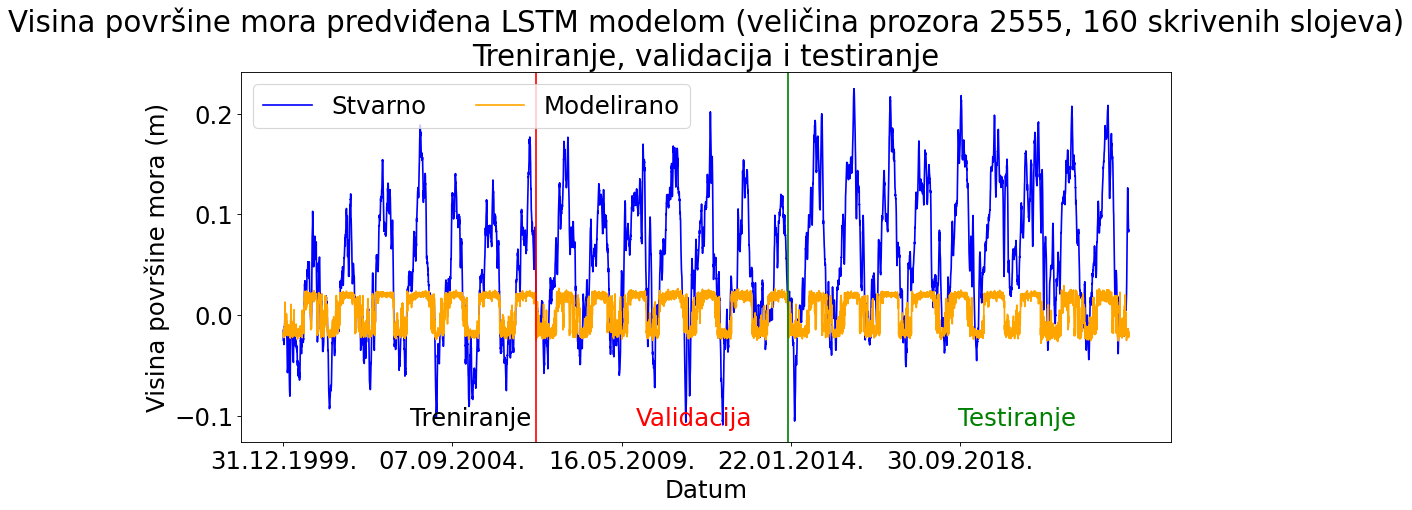 Visina površine mora predviđena LSTM modelom (veličina prozora 2555, 160 skrivenih slojeva)
Treniranje, validacija i testiranje
Stvarno
Modelirano
Visina površine mora (m)
0.2
0.1
0.0
−0.1
Treniranje
Validacija
Testiranje
31.12.1999.
07.09.2004.
16.05.2009.
22.01.2014.
30.09.2018.
Datum